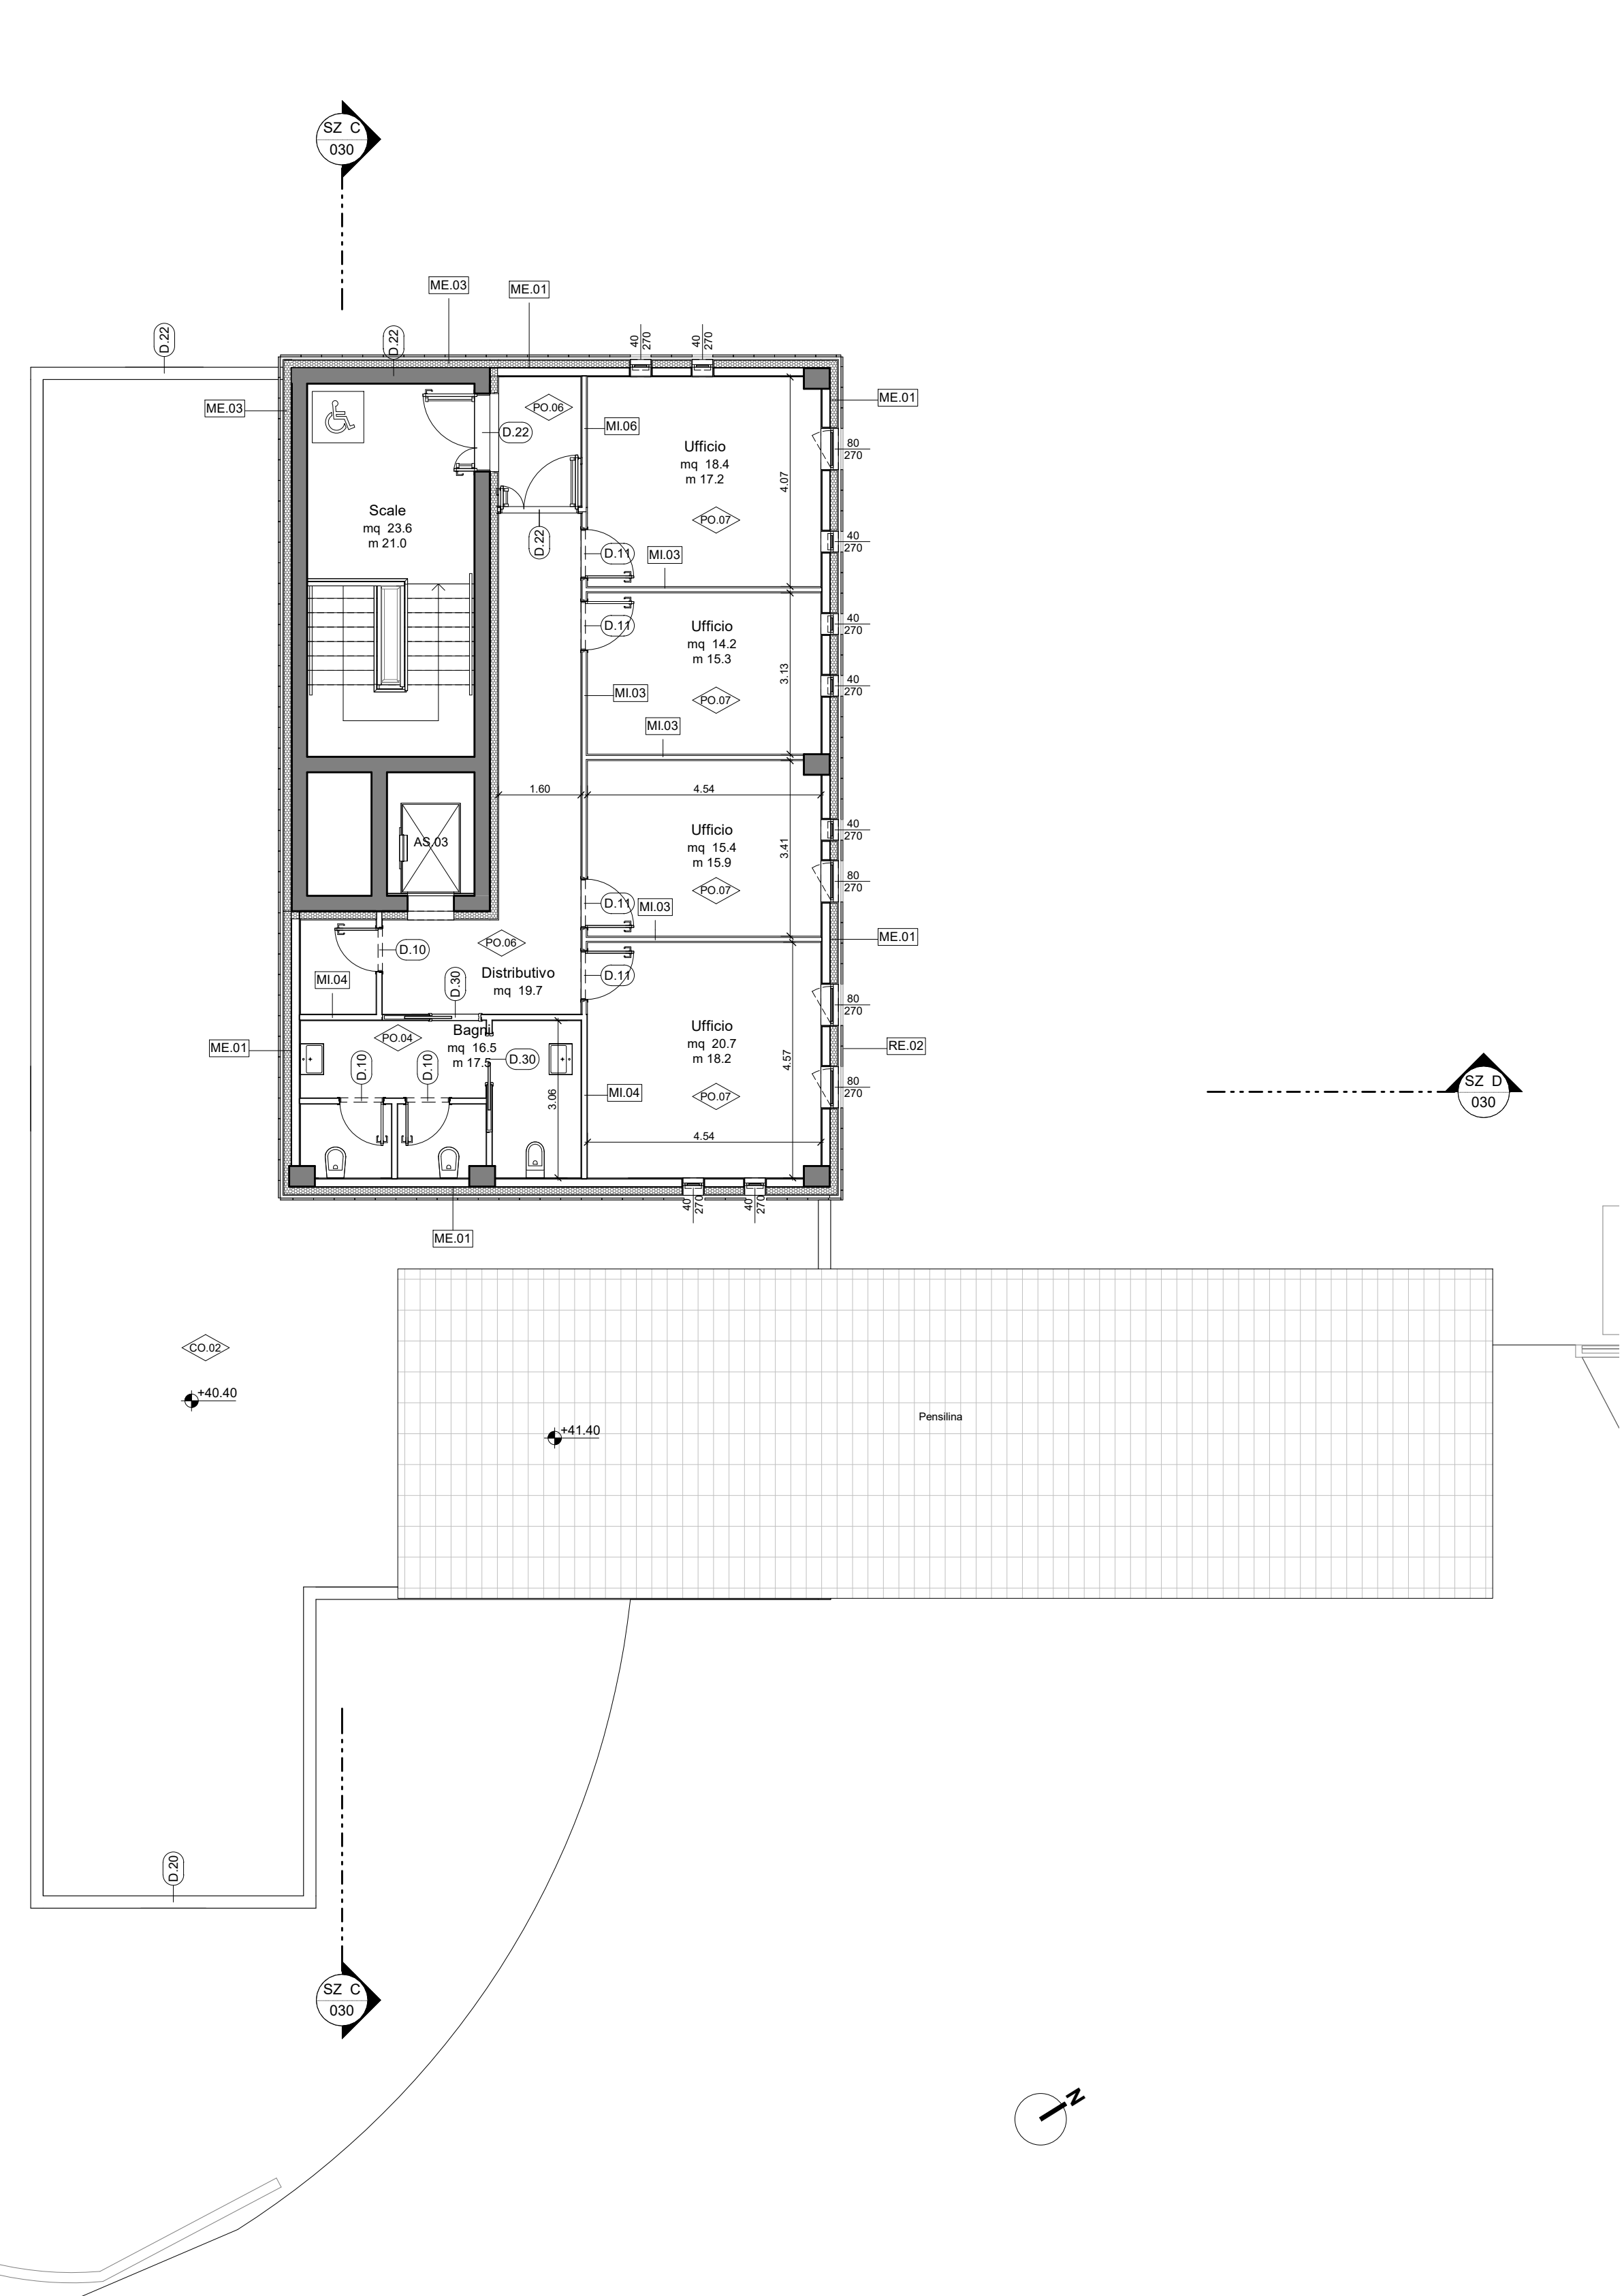 SZ C
030
ME.03
ME.01
D.22
D.22
40
270
40
270
ME.03
PO.06
ME.01
MI.06
D.22
Ufficio
mq 18.4
m 17.2
80
270
4.07
Scale
mq 23.6
m 21.0
PO.07
D.22
D.11
MI.03
40
270
D.11
Ufficio
mq 14.2
m 15.3
40
270
3.13
MI.03
PO.07
40
270
MI.03
1.60
4.54
AS.03
Ufficio
mq 15.4
m 15.9
3.41
40
270
PO.07
80
270
D.11
MI.03
D.10
PO.06
ME.01
MI.04
D.30
Distributivo
mq 19.7
D.11
80
270
ME.01
PO.04
Bagni
mq 16.5
m 17.5
D.30
D.10
D.10
Ufficio
mq 20.7
m 18.2
4.57
RE.02
3.06
MI.04
PO.07
80
270
SZ D
030
4.54
40
270
40
270
ME.01
CO.02
+40.40
+41.40
Pensilina
D.20
SZ C
030
N